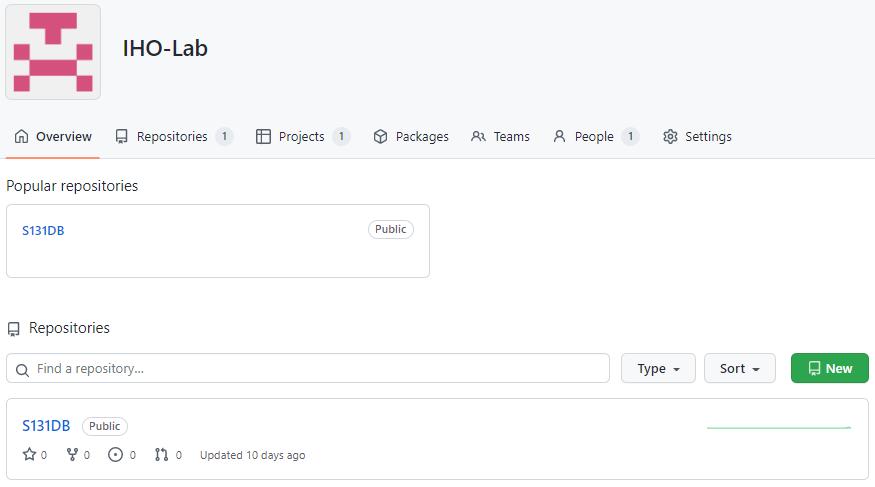 IHO-Lab
Overview Repositories 1 Projects 1 Packages Teams People 1 Settings
Popular repositories
S131DB Public
Repositories
Find a repository... Type Sort New
S131DB Public
0 0 0 0 Updated 10 days ago